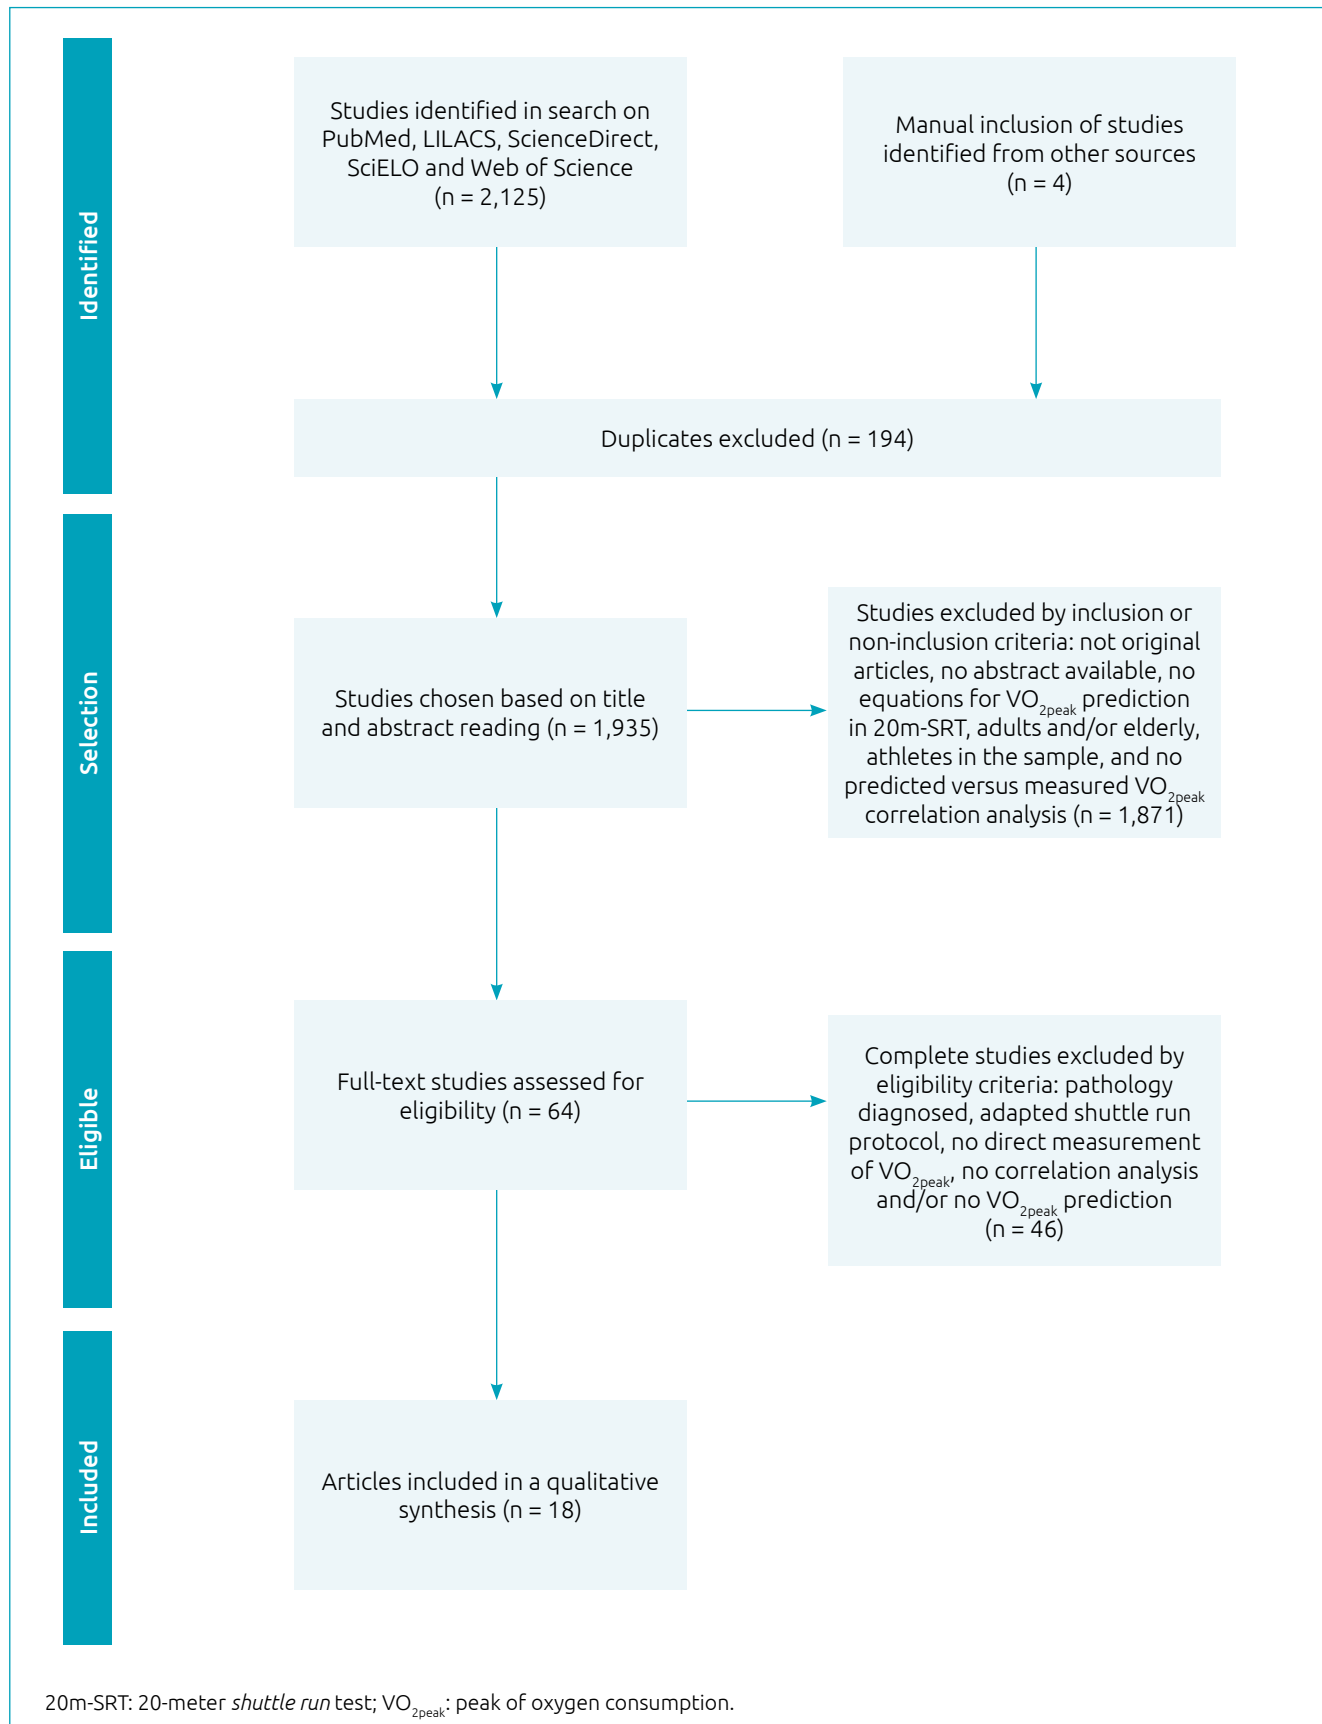 Identified
Studies identified in search on
PubMed, LILACS, ScienceDirect,
SciELO and Web of Science
(n = 2,125)
Manual inclusion of studies
identified from other sources
(n = 4)
Duplicates excluded (n = 194)
Selection
Studies chosen based on title
and abstract reading (n = 1,935)
Studies excluded by inclusion or
non-inclusion criteria: not original
articles, no abstract available, no
equations for VO2peak prediction
in 20m-SRT, adults and/or elderly,
athletes in the sample, and no
predicted versus measured VO2peak
correlation analysis (n = 1,871)
Eligible
Full-text studies assessed for
eligibility (n = 64)
Complete studies excluded by
eligibility criteria: pathology
diagnosed, adapted shuttle run
protocol, no direct measurement
of VO2peak, no correlation analysis
and/or no VO2peak prediction
(n = 46)
Included
Articles included in a qualitative
synthesis (n = 18)
20m-SRT: 20-meter shuttle run test; VO2peak: peak of oxygen consumption.